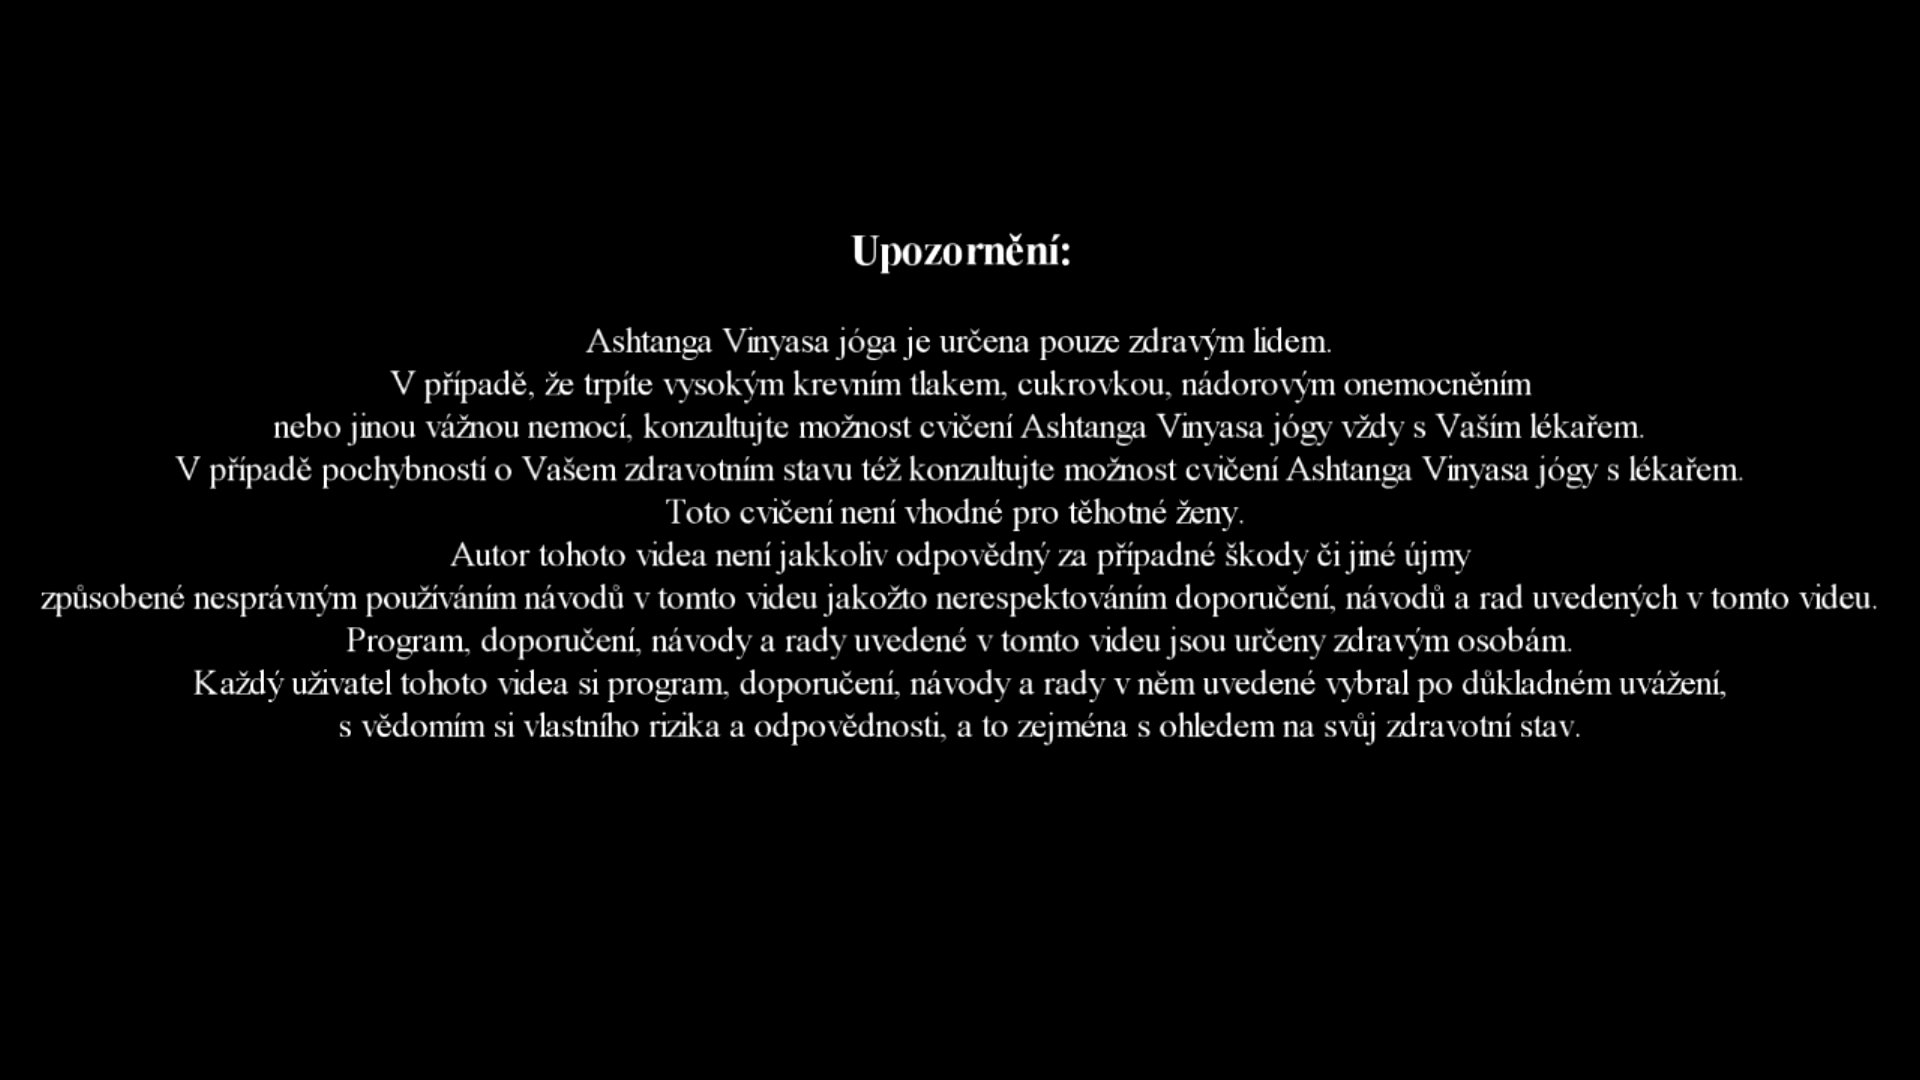 Upozornění:
Ashtanga Vinyasa jóga je určena pouze zdravým lidem.
V případě, že trpíte vysokým krevním tlakem, cukrovkou, nádorovým onemocněním
nebo jinou vážnou nemocí, konzultujte možnost cvičení Ashtanga Vinyasa jógy vždy s Vaším lékařem.
V případě pochybností o Vašem zdravotním stavu též konzultujte možnost cvičení Ashtanga Vinyasa jógy s lékařem.
Toto cvičení není vhodné pro těhotné ženy.
Autor tohoto videa není jakkoliv odpovědný za případné škody či jiné újmy
způsobené nesprávným používáním návodů v tomto videu jakožto nerespektováním doporučení, návodů a rad uvedených v tomto videu.
Program, doporučení, návody a rady uvedené v tomto videu jsou určeny zdravým osobám.
Každý uživatel tohoto videa si program, doporučení, návody a rady v něm uvedené vybral po důkladném uvážení,
s vědomím si vlastního rizika a odpovědnosti, a to zejména s ohledem na svůj zdravotní stav.